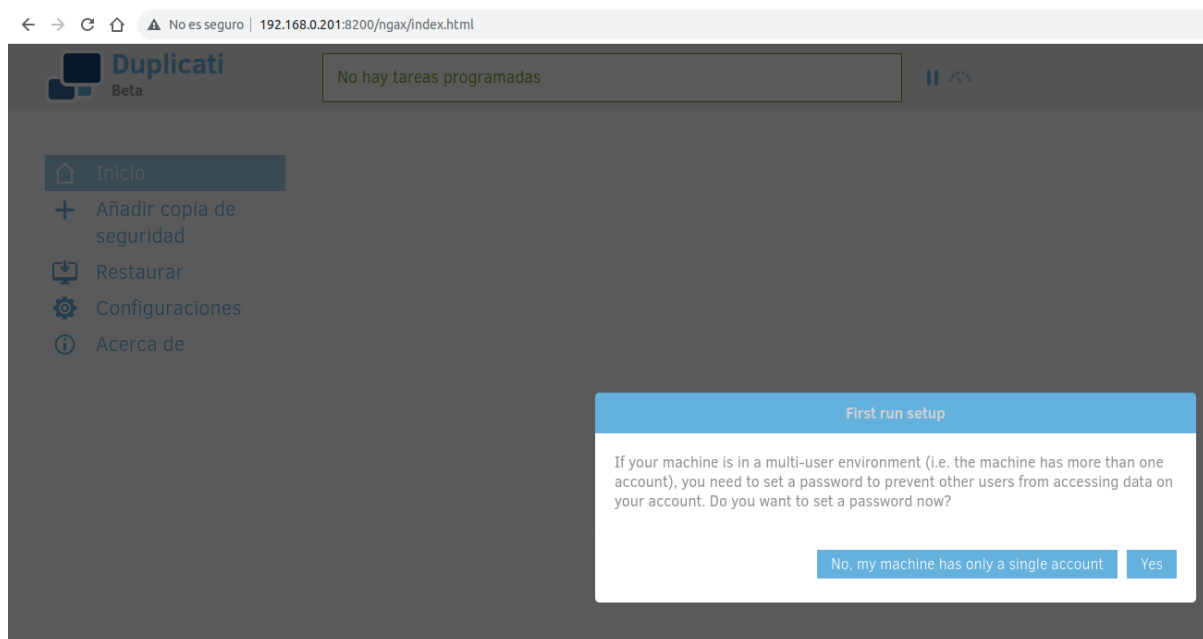 No es seguro | 192.168.0.201:8200/ngax/index.html
Duplicati
Beta
No hay tareas programadas
Inicio
Añadir copia de
seguridad
Restaurar
Configuraciones
Acerca de
First run setup
If your machine is in a multi-user environment (i.e. the machine has more than one
account), you need to set a password to prevent other users from accessing data on
your account. Do you want to set a password now?
No, my machine has only a single account
Yes